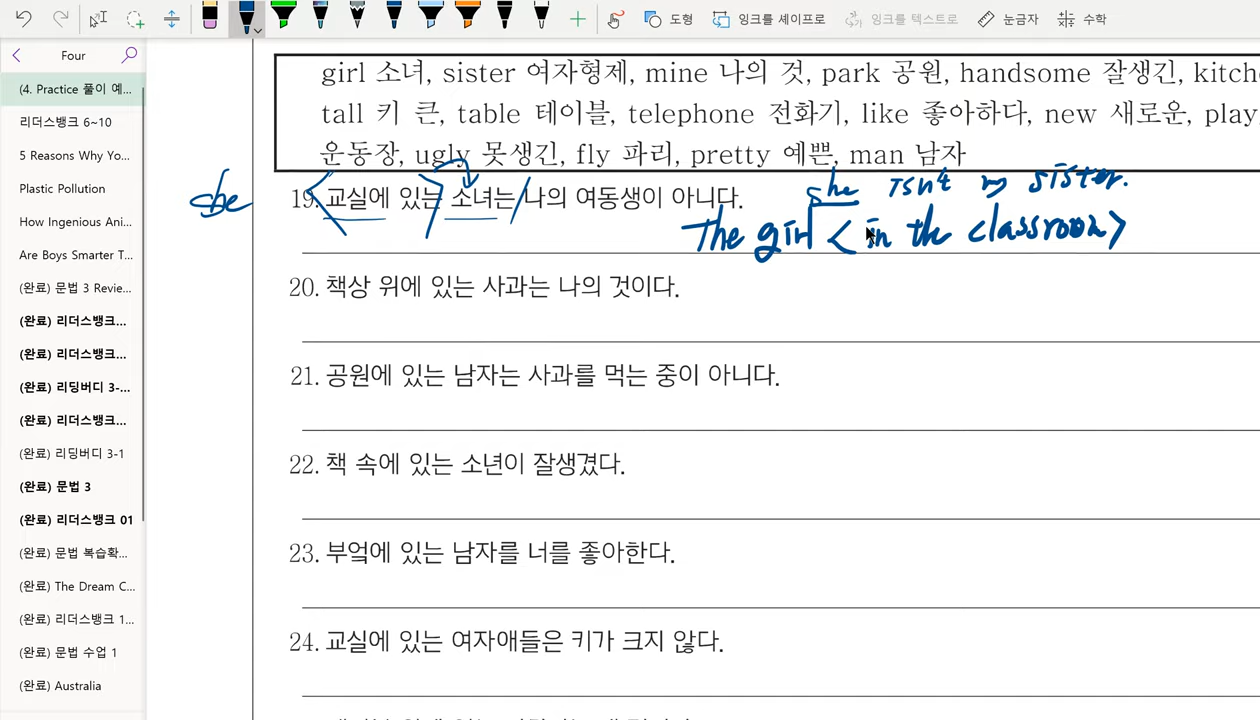 도형
잉크를 셰이프로
잉크를 텍스트로
눈금자
수학
Four
(4. Practice 풀이 예...
리더스뱅크 6~10
5 Reasons Why Yo...
Plastic Pollution
How Ingenious Ani...
Are Boys Smarter T...
(완료) 문법 3 Revie...
(완료) 리더스뱅크...
(완료) 리더스뱅크...
(완료) 리딩버디 3-...
(완료) 리더스뱅크...
(완료) 리딩버디 3-1
(완료) 문법 3
(완료) 리더스뱅크 01
(완료) 문법 복습확...
(완료) The Dream C...
(완료) 리더스뱅크 1...
(완료) 문법 수업 1
(완료) Australia
girl 소녀, sister 여자형제, mine 나의 것, park 공원, handsome 잘생긴,
tall 키 큰, table 테이블, telephone 전화기, like 좋아하다, new 새로운,
운동장, ugly 못생긴, fly 파리, pretty 예쁜, man 남자
she isn't my sister.
19. 교실에 있는 소녀는 나의 여동생이 아니다.
The girl < in the classroom >
20. 책상 위에 있는 사과는 나의 것이다.
21. 공원에 있는 남자는 사과를 먹는 중이 아니다.
22. 책 속에 있는 소년이 잘생겼다.
23. 부엌에 있는 남자를 너를 좋아한다.
24. 교실에 있는 여자애들은 키가 크지 않다.